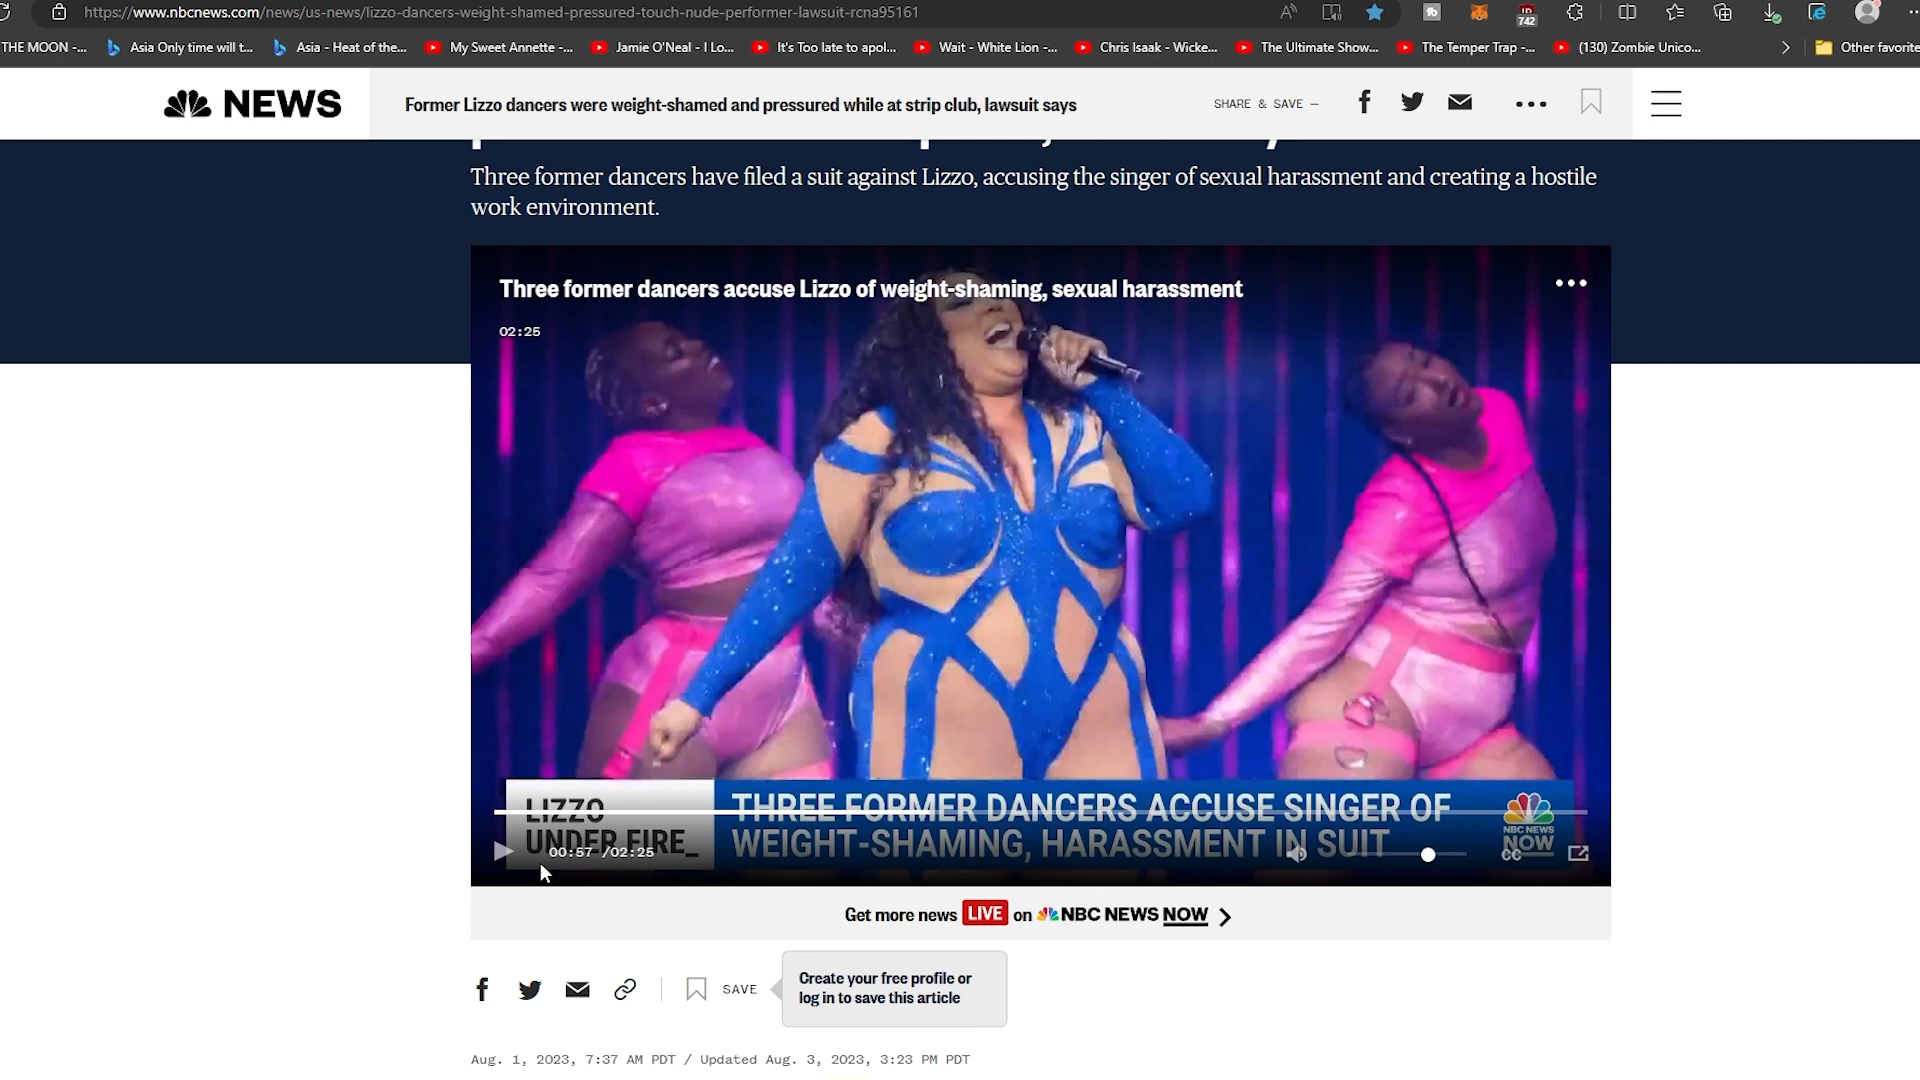 https://www.nbcnews.com/news/us-news/lizzo-dancers-weight-shamed-pressured-touch-nude-performer-lawsuit-rcna95161
742
THE MOON -...
Asia Only time will t...
Asia - Heat of the...
My Sweet Annette -...
Jamie O'Neal - I Lo...
It's Too late to apol...
Wait - White Lion -...
Chris Isaak - Wicke...
The Ultimate Show...
The Temper Trap -...
(130) Zombie Unico...
Other favorite
NEWS
Former Lizzo dancers were weight-shamed and pressured while at strip club, lawsuit says
SHARE & SAVE —
Three former dancers have filed a suit against Lizzo, accusing the singer of sexual harassment and creating a hostile
work environment.
Three former dancers accuse Lizzo of weight-shaming, sexual harassment
02:25
LIZZO
UNDER FIRE_
THREE FORMER DANCERS ACCUSE SINGER OF
WEIGHT-SHAMING, HARASSMENT IN SUIT
NBC NEWS
NOW
00:57 /02:25
CC
Get more news LIVE on NBC NEWS NOW
SAVE
Create your free profile or
log in to save this article
Aug. 1, 2023, 7:37 AM PDT / Updated Aug. 3, 2023, 3:23 PM PDT